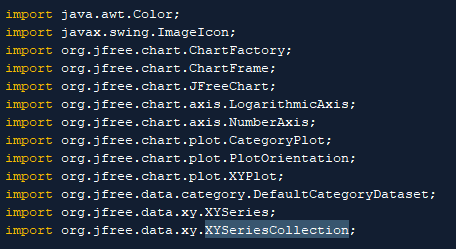 import java.awt.Color;
import javax.swing.ImageIcon;
import org.jfree.chart.ChartFactory;
import org.jfree.chart.ChartFrame;
import org.jfree.chart.JFreeChart;
import org.jfree.chart.axis.LogarithmicAxis;
import org.jfree.chart.axis.NumberAxis;
import org.jfree.chart.plot.CategoryPlot;
import org.jfree.chart.plot.PlotOrientation;
import org.jfree.chart.plot.XYPlot;
import org.jfree.data.category.DefaultCategoryDataset;
import org.jfree.data.xy.XYSeries;
import org.jfree.data.xy.XYSeriesCollection;